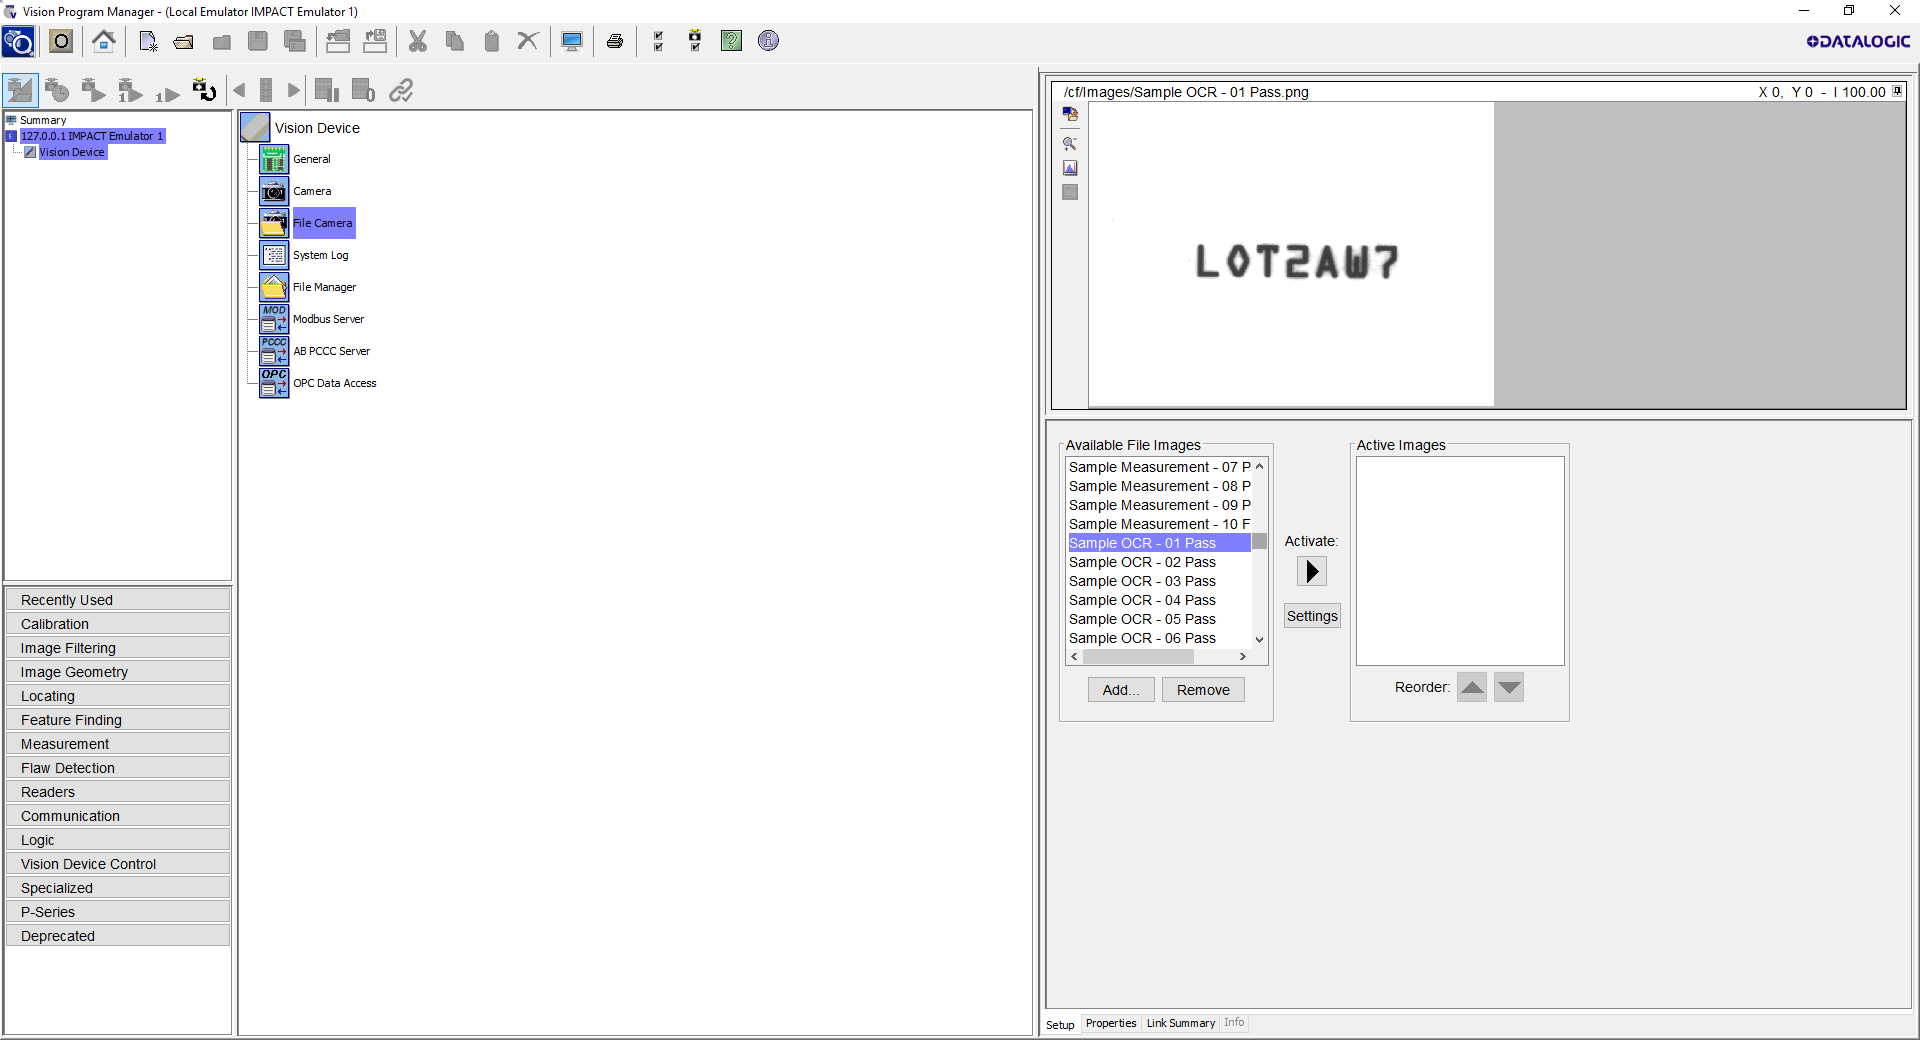 Vision Program Manager - (Local Emulator IMPACT Emulator 1)
DATALOGIC
Summary
127.0.0.1 IMPACT Emulator 1
Vision Device
Recently Used
Calibration
Image Filtering
Image Geometry
Locating
Feature Finding
Measurement
Flaw Detection
Readers
Communication
Logic
Vision Device Control
Specialized
P-Series
Deprecated
Vision Device
General
Camera
File Camera
System Log
File Manager
MOD
Modbus Server
PCCC
AB PCCC Server
OPC
OPC Data Access
/cf/Images/Sample OCR - 01 Pass.png
X 0, Y 0 - I 100.00
LOT2AW7
Available File Images
Sample Measurement - 07 P
Sample Measurement - 08 P
Sample Measurement - 09 P
Sample Measurement - 10 F
Sample OCR - 01 Pass
Sample OCR - 02 Pass
Sample OCR - 03 Pass
Sample OCR - 04 Pass
Sample OCR - 05 Pass
Sample OCR - 06 Pass
Add...
Remove
Activate:
Settings
Active Images
Reorder:
Setup
Properties
Link Summary
Info